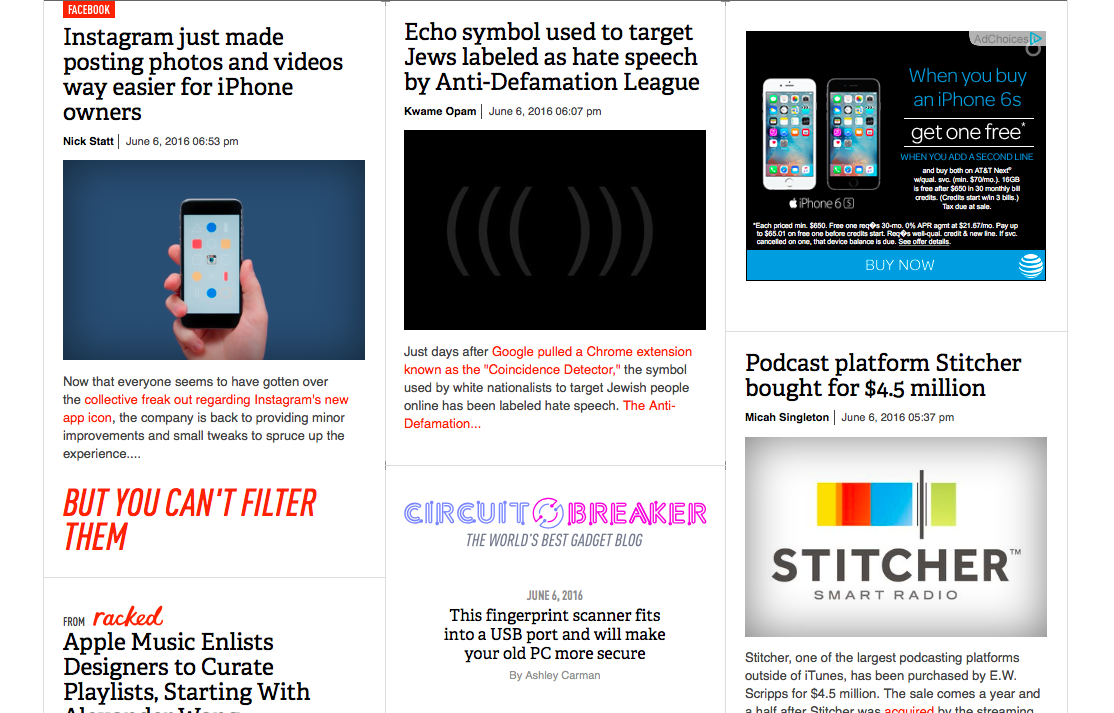 FACEBOOK
Instagram just made
posting photos and videos
way easier for iPhone
owners
Nick Statt | June 6, 2016 06:53 pm
Now that everyone seems to have gotten over
the collective freak out regarding Instagram's new
app icon, the company is back to providing minor
improvements and small tweaks to spruce up the
experience....
BUT YOU CAN'T FILTER
THEM
FROM racked
Apple Music Enlists
Designers to Curate
Playlists, Starting With
Alexander Wang
Echo symbol used to target
Jews labeled as hate speech
by Anti-Defamation League
Kwame Opam | June 6, 2016 06:07 pm
((( )))
Just days after Google pulled a Chrome extension
known as the "Coincidence Detector," the symbol
used by white nationalists to target Jewish people
online has been labeled hate speech. The Anti-
Defamation...
CIRCUIT BREAKER
THE WORLD'S BEST GADGET BLOG
JUNE 6, 2016
This fingerprint scanner fits
into a USB port and will make
your old PC more secure
By Ashley Carman
AdChoices
When you buy
an iPhone 6s
get one free*
WHEN YOU ADD A SECOND LINE
and buy both on AT&T Next®
w/qual. svc. (min. $70/mo.). 16GB
is free after $650 in 30 monthly bill
credits. (Credits start w/in 3 bills.)
Tax due at sale.
iPhone 6S
*Each priced min. $650. Free one req�s 30-mo. 0% APR agmt at $21.67/mo. Pay up
to $65.01 on free one before credits start. Req�s well-qual. credit & new line. If svc.
cancelled on one, that device balance is due. See offer details.
BUY NOW
Podcast platform Stitcher
bought for $4.5 million
Micah Singleton | June 6, 2016 05:37 pm
STITCHER™
SMART RADIO
Stitcher, one of the largest podcasting platforms
outside of iTunes, has been purchased by E.W.
Scripps for $4.5 million. The sale comes a year and
a half after Stitcher was acquired by the streaming